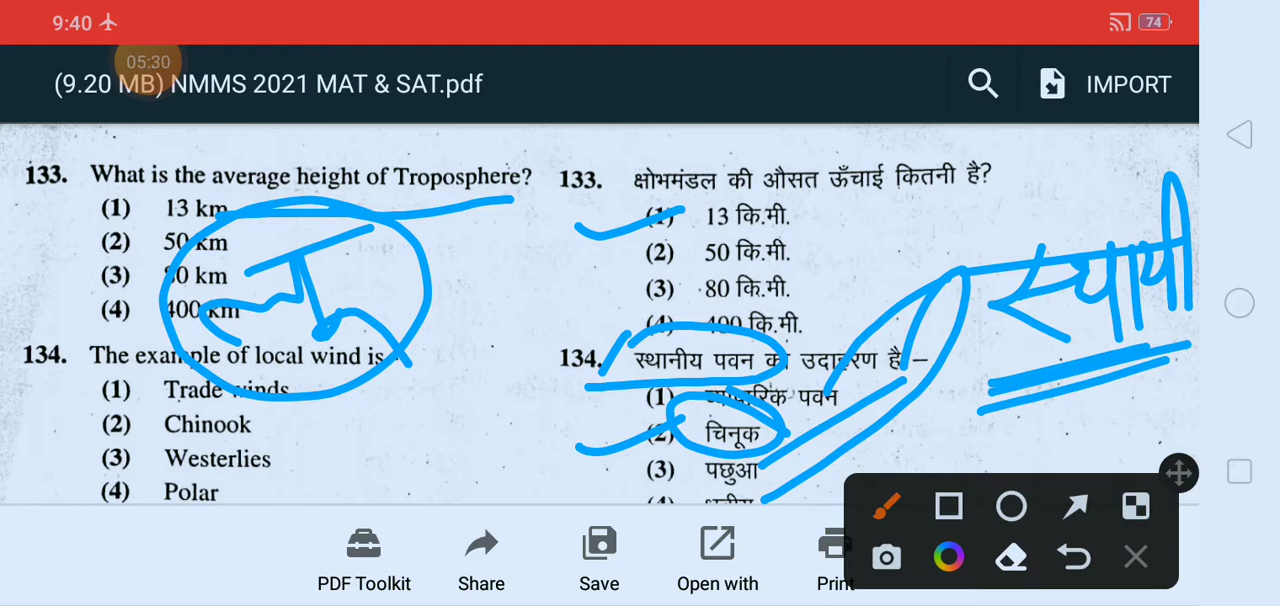 9:40
74
05:30
(9.20 MB) NMMS 2021 MAT & SAT.pdf
IMPORT
133. What is the average height of Troposphere?
(1) 13 km
(2) 50 km
(3) 80 km
(4) 400 km
134. The example of local wind is -
(1) Trade winds
(2) Chinook
(3) Westerlies
(4) Polar
133. क्षोभमंडल की औसत ऊँचाई कितनी है?
(1) 13 कि.मी.
(2) 50 कि.मी.
(3) 80 कि.मी.
(4) 400 कि.मी.
134. स्थानीय पवन का उदाहरण है –
(1) व्यापारिक पवन
(2) चिनूक
(3) पछुआ
(4)
स्थायी
PDF Toolkit
Share
Save
Open with
Print